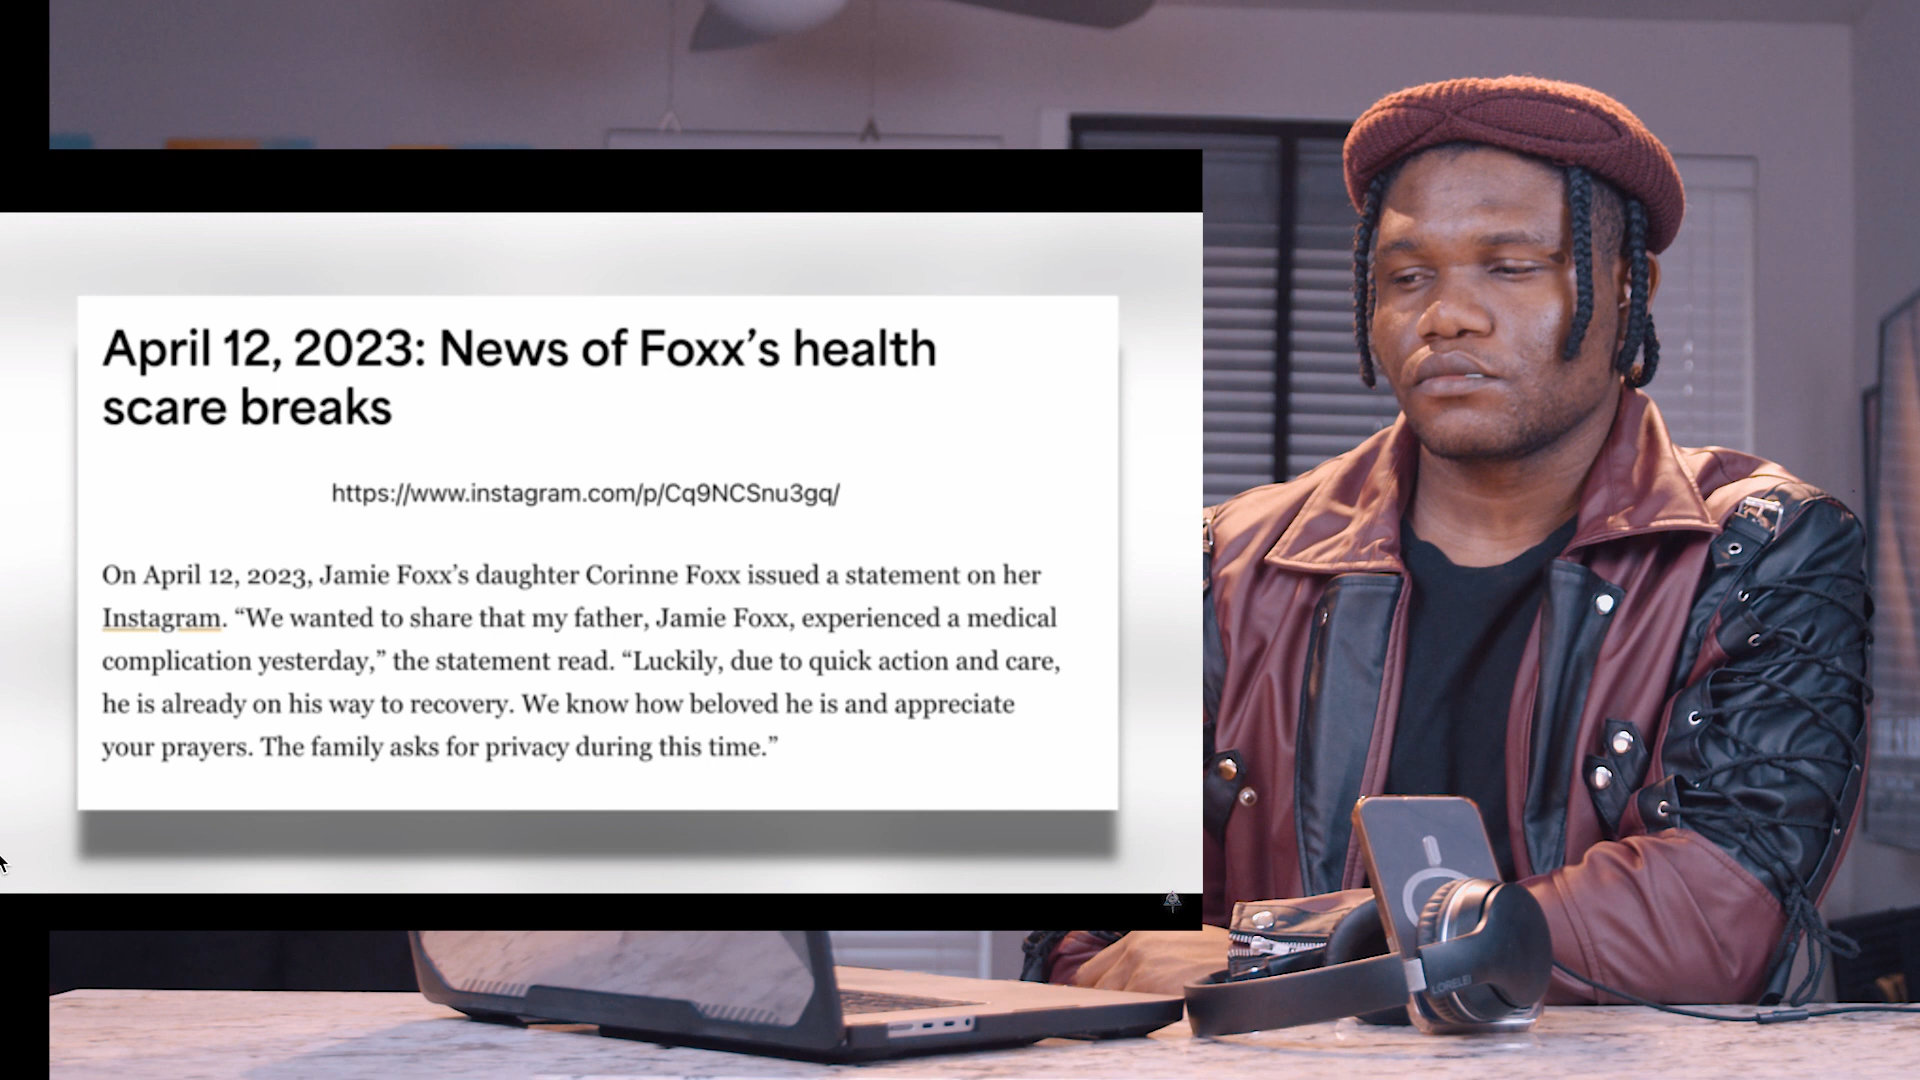 April 12, 2023: News of Foxx’s health
scare breaks
https://www.instagram.com/p/Cq9NCSnu3gq/
On April 12, 2023, Jamie Foxx’s daughter Corinne Foxx issued a statement on her
Instagram. “We wanted to share that my father, Jamie Foxx, experienced a medical
complication yesterday,” the statement read. “Luckily, due to quick action and care,
he is already on his way to recovery. We know how beloved he is and appreciate
your prayers. The family asks for privacy during this time.”
LORELEI